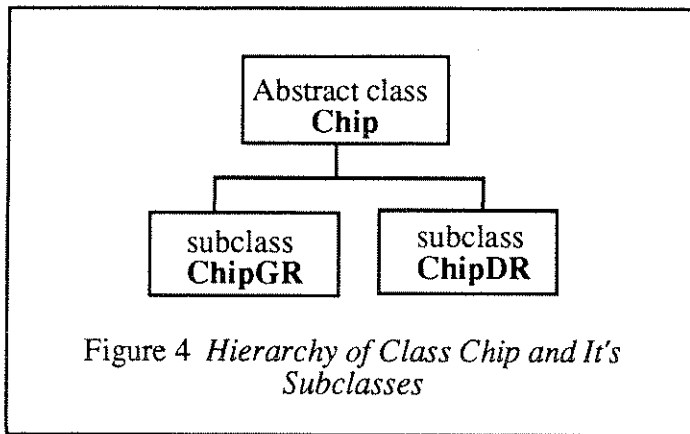 Abstract class
Chip
subclass
ChipGR
subclass
ChipDR
Figure 4 Hierarchy of Class Chip and It's
Subclasses